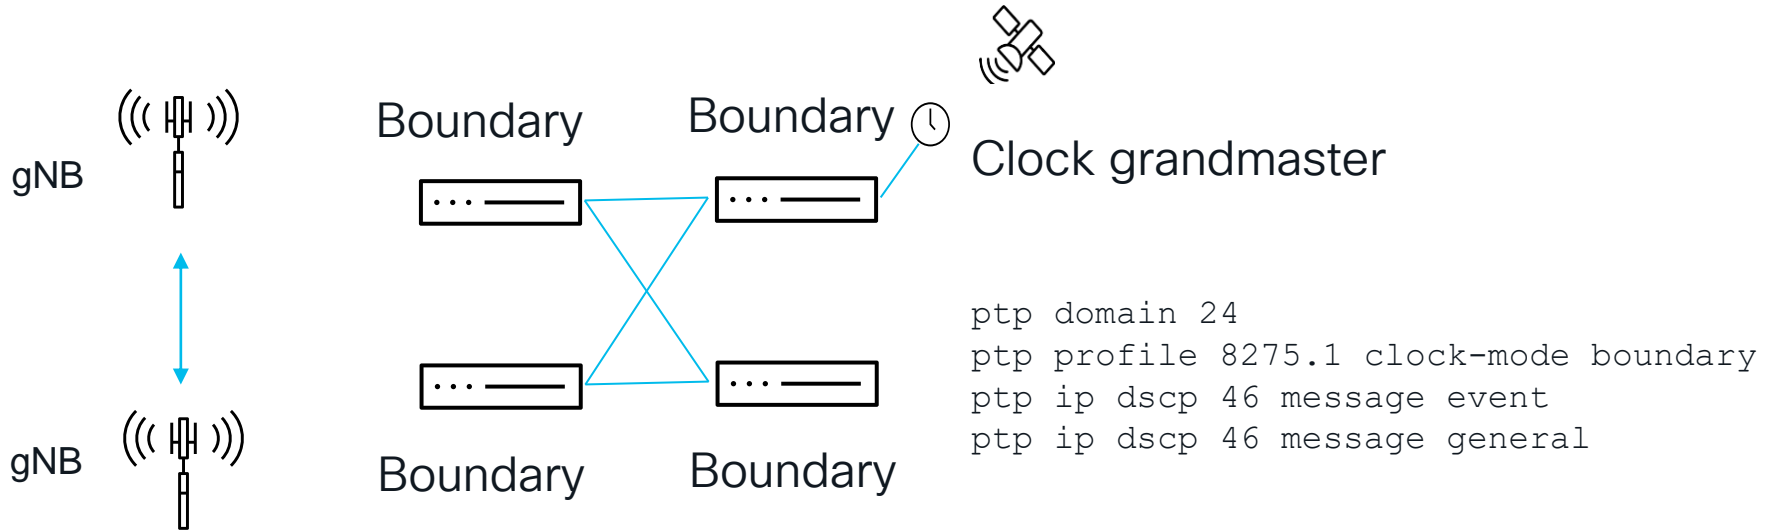 gNB
Boundary
Boundary
Clock grandmaster
gNB
Boundary
Boundary
ptp domain 24
ptp profile 8275.1 clock-mode boundary
ptp ip dscp 46 message event
ptp ip dscp 46 message general